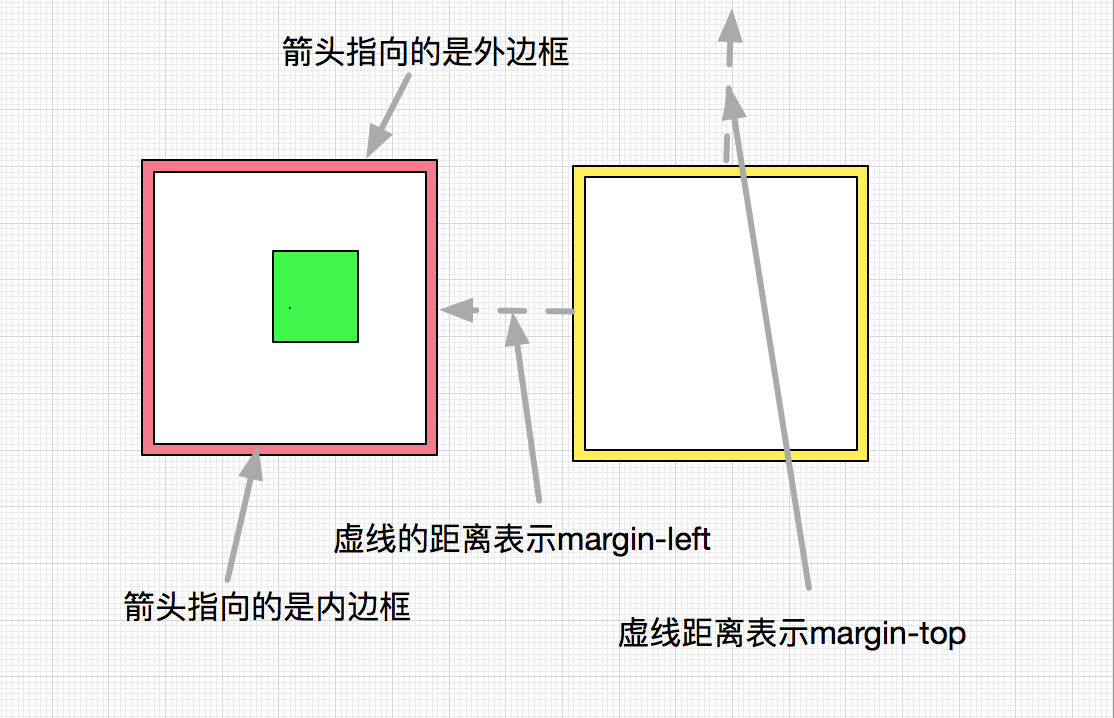 箭头指向的是外边框
虚线的距离表示margin-left
箭头指向的是内边框
虚线距离表示margin-top